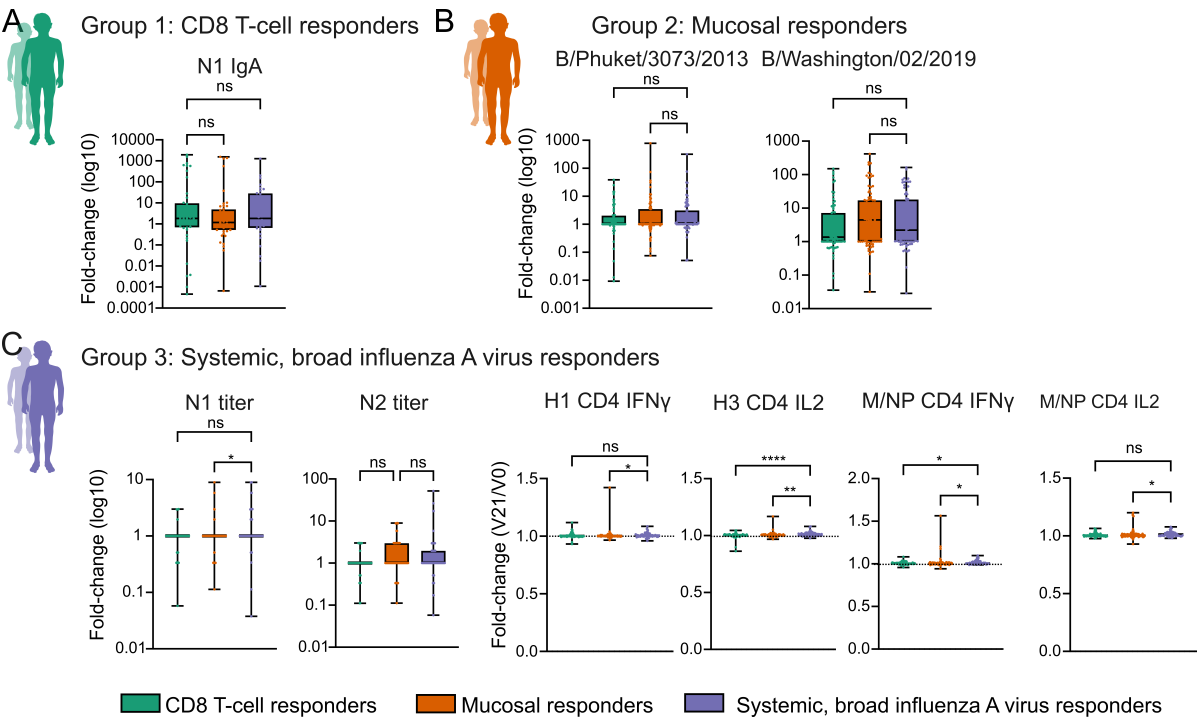 A
Group 1: CD8 T-cell responders
N1 IgA
ns
ns
Fold-change (log10)
10000
1000
100
10
1
0.1
0.01
0.001
0.0001
B
Group 2: Mucosal responders
B/Phuket/3073/2013
ns
ns
Fold-change (log10)
1000
100
10
1
0.1
0.01
0.001
B/Washington/02/2019
ns
ns
1000
100
10
1
0.1
0.01
C
Group 3: Systemic, broad influenza A virus responders
N1 titer
ns
*
Fold-change (log10)
10
1
0.1
0.01
N2 titer
ns
ns
100
10
1
0.1
0.01
H1 CD4 IFNγ
ns
*
Fold-change (V21/V0)
1.5
1.0
0.5
0.0
H3 CD4 IL2
****
**
1.5
1.0
0.5
0.0
M/NP CD4 IFNγ
*
*
2.0
1.5
1.0
0.5
0.0
M/NP CD4 IL2
ns
*
1.5
1.0
0.5
0.0
CD8 T-cell responders
Mucosal responders
Systemic, broad influenza A virus responders